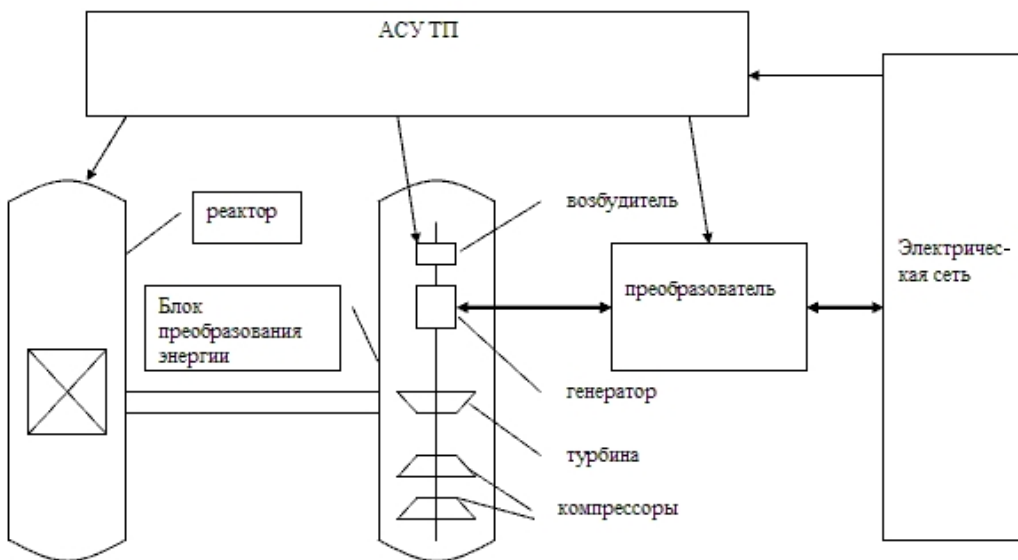 АСУ ТП
реактор
возбудитель
Электричес-
кая сеть
преобразователь
Блок
преобразования
энергии
генератор
турбина
компрессоры